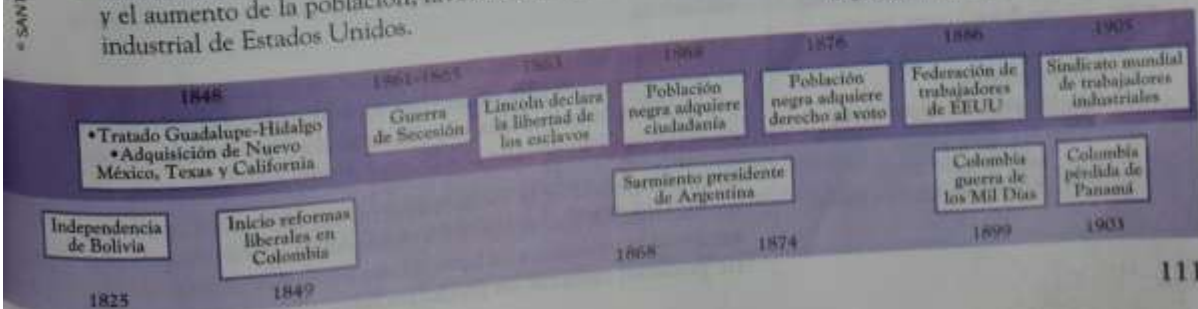 © SANT
y el aumento de la población,
industrial de Estados Unidos.
1848
1861-1865
1863
1868
1876
1886
1905
•Tratado Guadalupe-Hidalgo
•Adquisición de Nuevo
México, Texas y California
Guerra
de Secesión
Lincoln declara
la libertad de
los esclavos
Población
negra adquiere
ciudadanía
Población
negra adquiere
derecho al voto
Federación de
trabajadores
de EEUU
Sindicato mundial
de trabajadores
industriales
Independencia
de Bolivia
Inicio reformas
liberales en
Colombia
Sarmiento presidente
de Argentina
Colombia
guerra de
los Mil Días
Colombia
pérdida de
Panamá
1825
1849
1868
1874
1899
1903
111